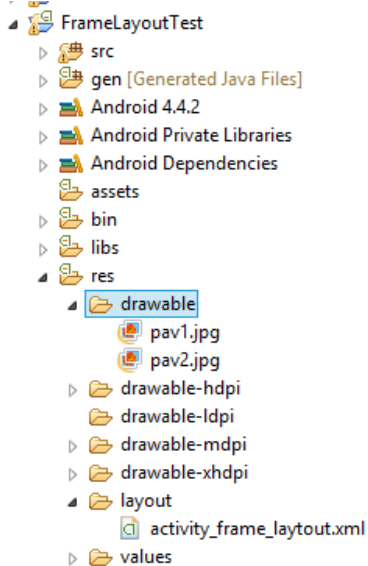 FrameLayoutTest
src
gen [Generated Java Files]
Android 4.4.2
Android Private Libraries
Android Dependencies
assets
bin
libs
res
drawable
pav1.jpg
pav2.jpg
drawable-hdpi
drawable-ldpi
drawable-mdpi
drawable-xhdpi
layout
activity_frame_laytout.xml
values